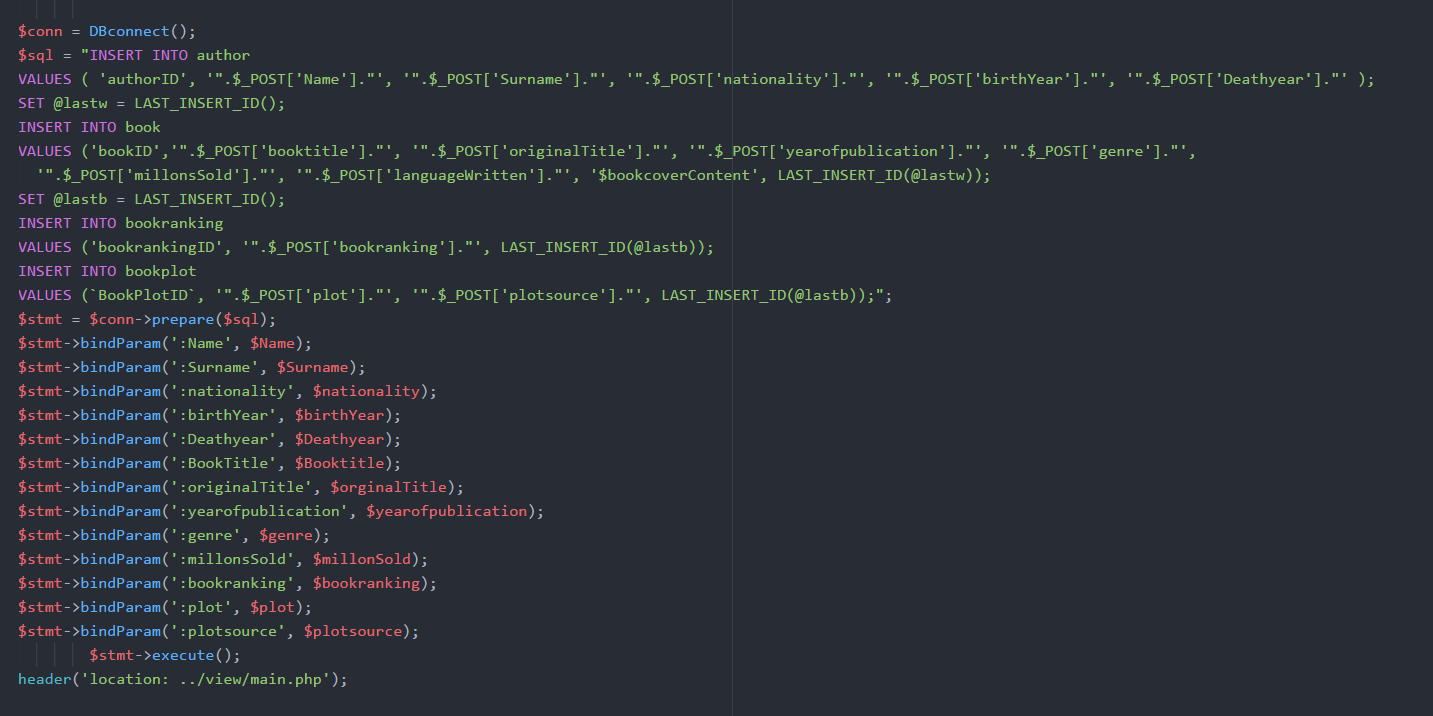 $conn = DBconnect();
$sql = "INSERT INTO author
VALUES ( 'authorID', '".$_POST['Name']."', '".$_POST['Surname']."', '".$_POST['nationality']."', '".$_POST['birthYear']."', '".$_POST['Deathyear']."' );
SET @lastw = LAST_INSERT_ID();
INSERT INTO book
VALUES ('bookID','".$_POST['booktitle']."', '".$_POST['originalTitle']."', '".$_POST['yearofpublication']."', '".$_POST['genre']."',
'".$_POST['millonsSold']."', '".$_POST['languageWritten']."', '$bookcoverContent', LAST_INSERT_ID(@lastw));
SET @lastb = LAST_INSERT_ID();
INSERT INTO bookranking
VALUES ('bookrankingID', '".$_POST['bookranking']."', LAST_INSERT_ID(@lastb));
INSERT INTO bookplot
VALUES (`BookPlotID`, '".$_POST['plot']."', '".$_POST['plotsource']."', LAST_INSERT_ID(@lastb));";
$stmt = $conn->prepare($sql);
$stmt->bindParam(':Name', $Name);
$stmt->bindParam(':Surname', $Surname);
$stmt->bindParam(':nationality', $nationality);
$stmt->bindParam(':birthYear', $birthYear);
$stmt->bindParam(':Deathyear', $Deathyear);
$stmt->bindParam(':BookTitle', $Booktitle);
$stmt->bindParam(':originalTitle', $orginalTitle);
$stmt->bindParam(':yearofpublication', $yearofpublication);
$stmt->bindParam(':genre', $genre);
$stmt->bindParam(':millonsSold', $millonSold);
$stmt->bindParam(':bookranking', $bookranking);
$stmt->bindParam(':plot', $plot);
$stmt->bindParam(':plotsource', $plotsource);
$stmt->execute();
header('location: ../view/main.php');